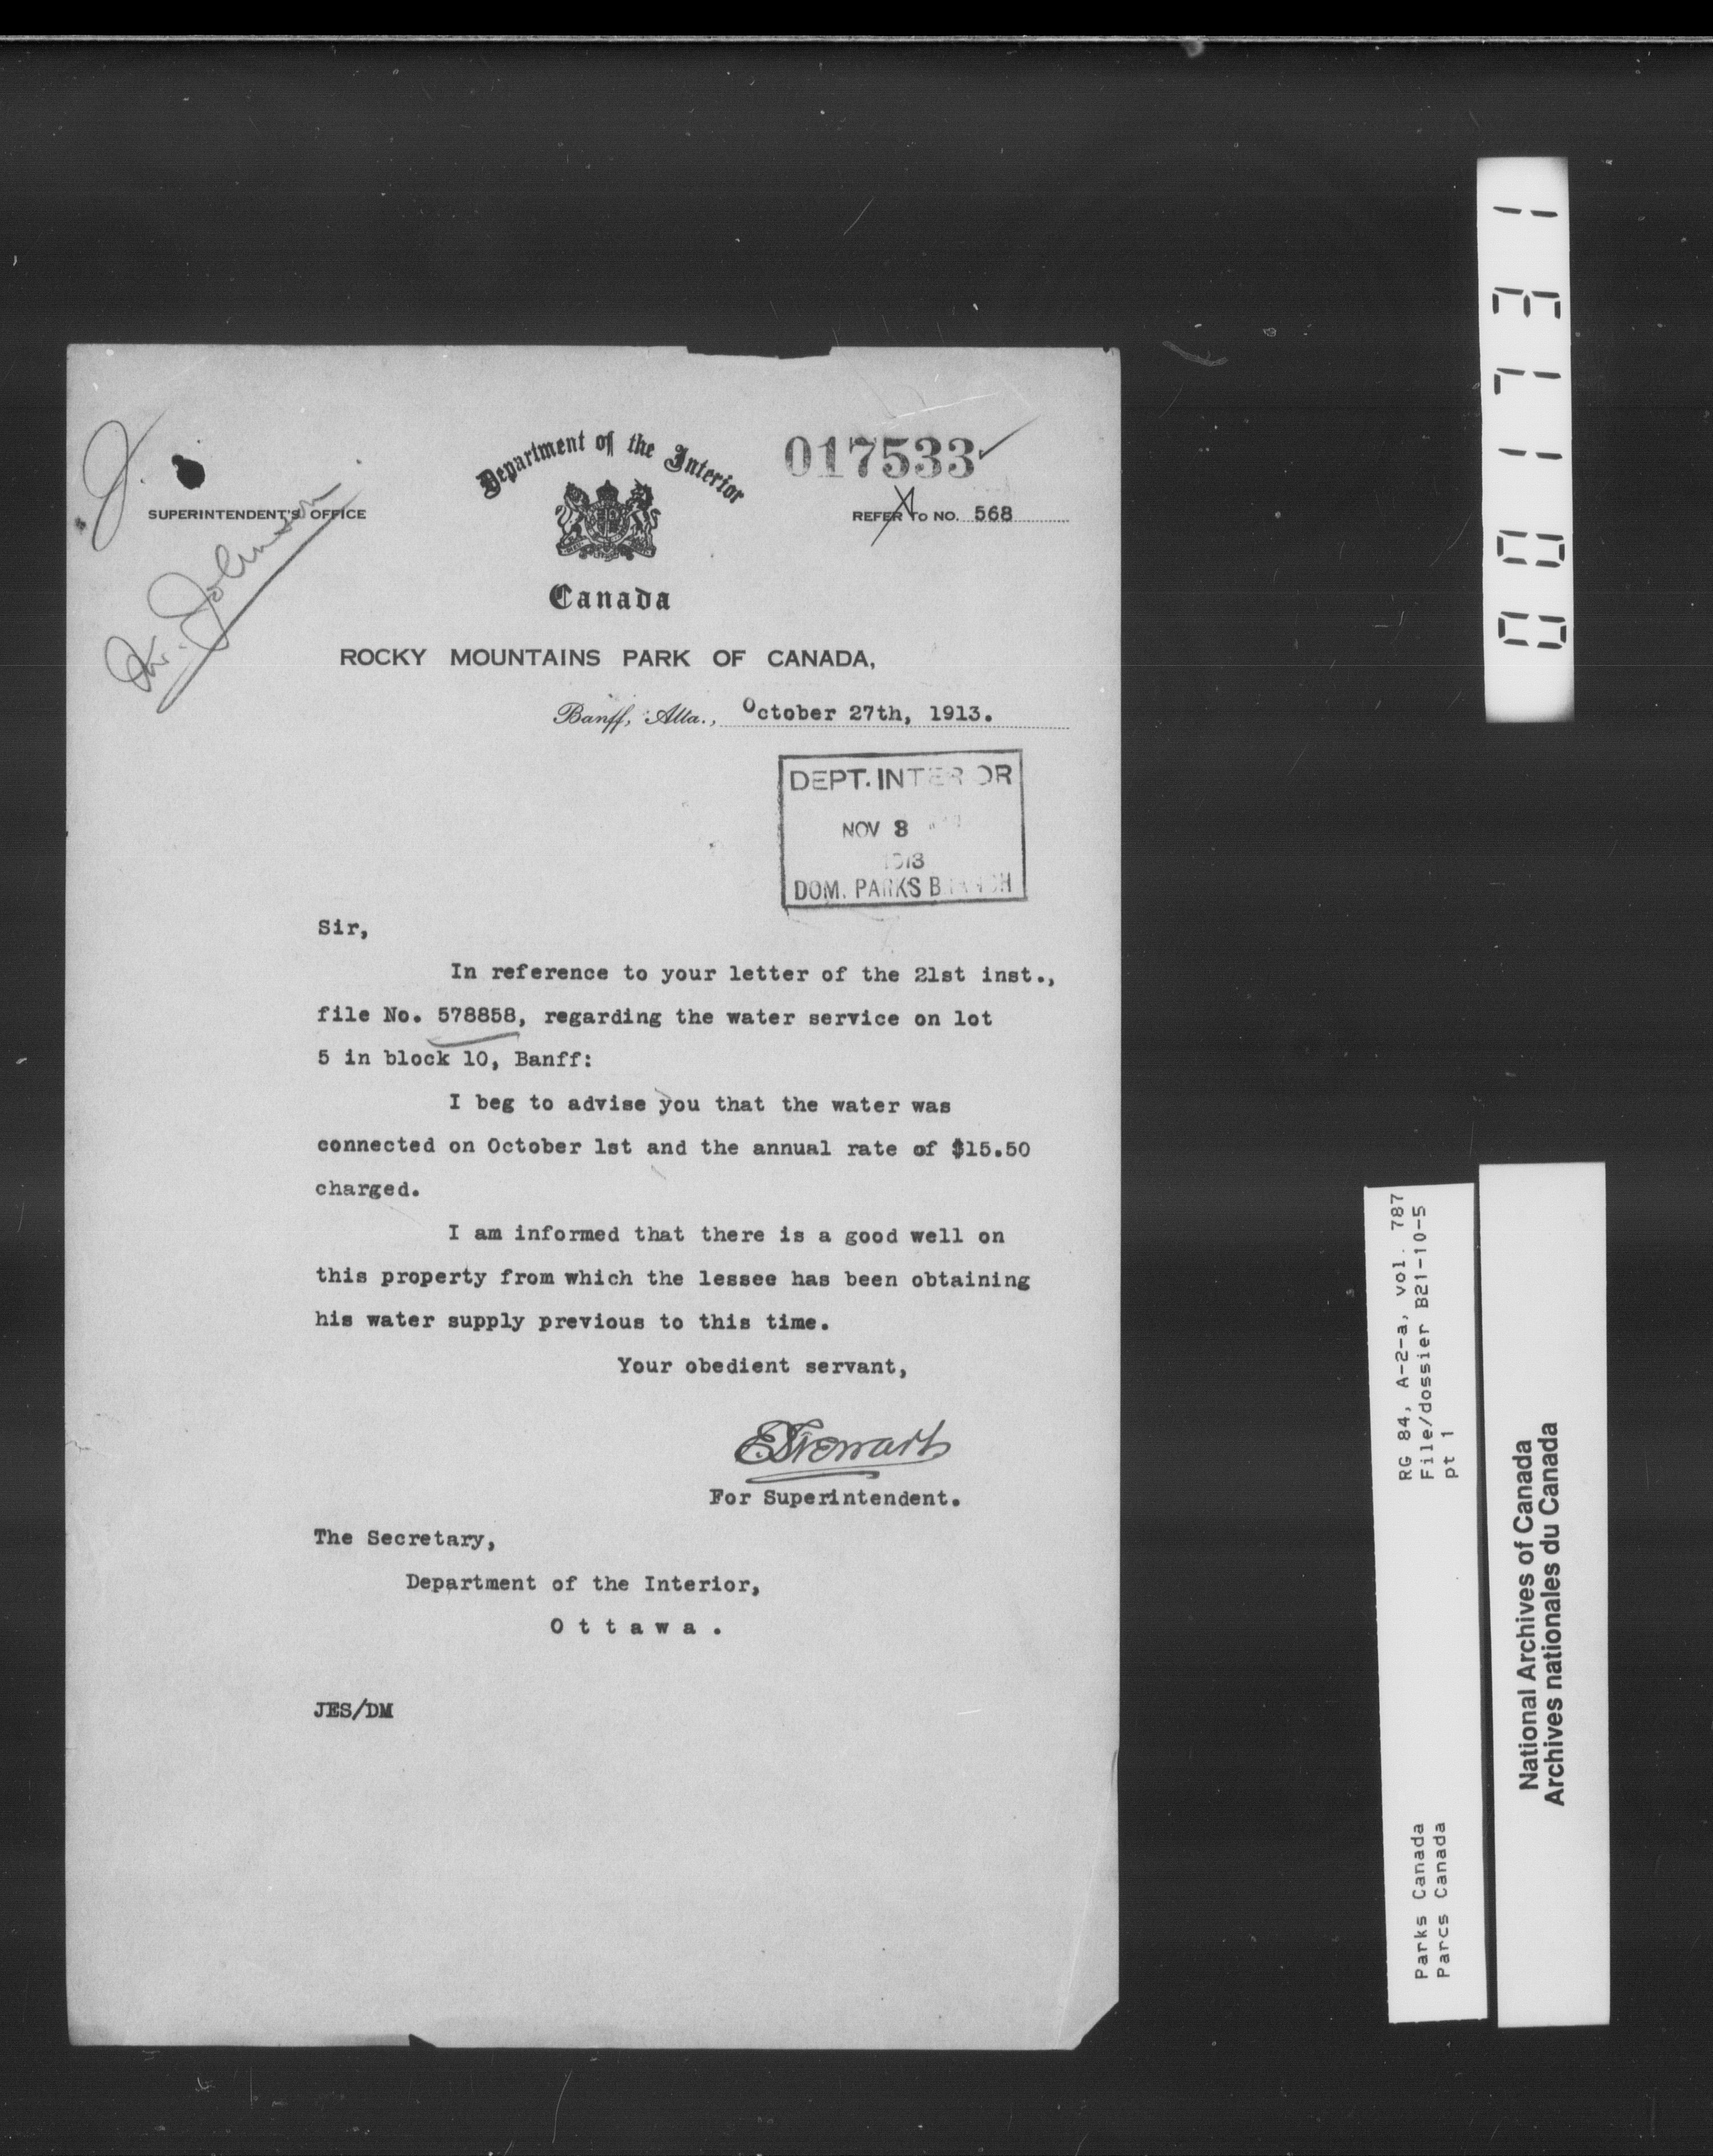 Department of the Interior
017533
SUPERINTENDENT'S OFFICE
REFER TO NO. 568
Mr. Johnson
Canada
ROCKY MOUNTAINS PARK OF CANADA,
Banff, Alta., October 27th, 1913.
DEPT. INTERIOR
NOV 3
1913
DOM. PARKS BRANCH
Sir,
In reference to your letter of the 21st inst.,
file No. 578858, regarding the water service on lot
5 in block 10, Banff:
I beg to advise you that the water was
connected on October 1st and the annual rate of $15.50
charged.
I am informed that there is a good well on
this property from which the lessee has been obtaining
his water supply previous to this time.
Your obedient servant,
EStewart
For Superintendent.
The Secretary,
Department of the Interior,
Ottawa.
JES/DM
001731
RG 84, A-2-a, vol. 787
File/dossier B21-10-5
pt 1
Parks Canada
Parcs Canada
National Archives of Canada
Archives nationales du Canada